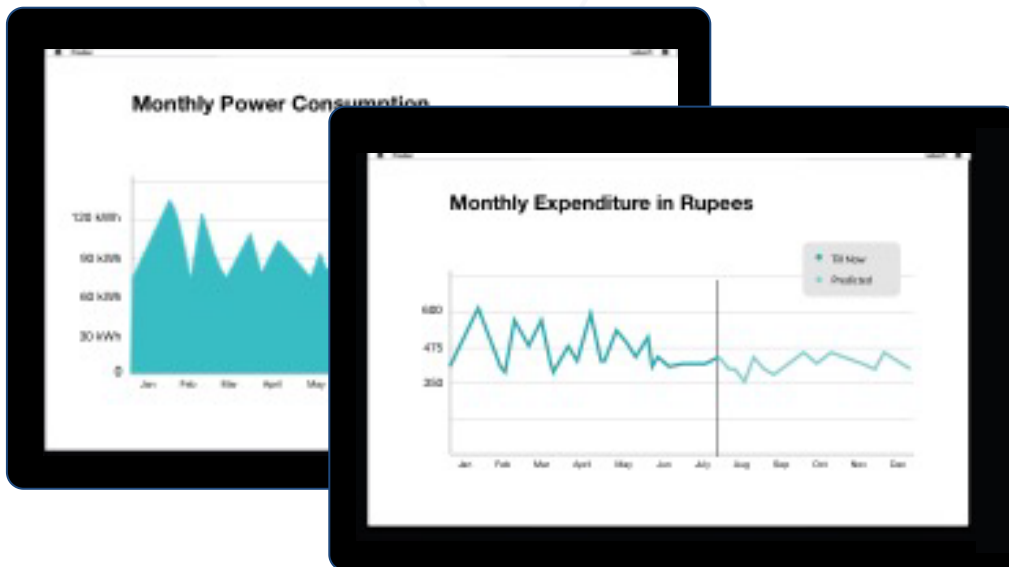 Monthly Power Consumption
120 kWh
90 kWh
60 kWh
30 kWh
0
Jan Feb Mar April May
Monthly Expenditure in Rupees
Till Now
Predicted
600
475
350
Jan Feb Mar April May Jun July Aug Sep Oct Nov Dec